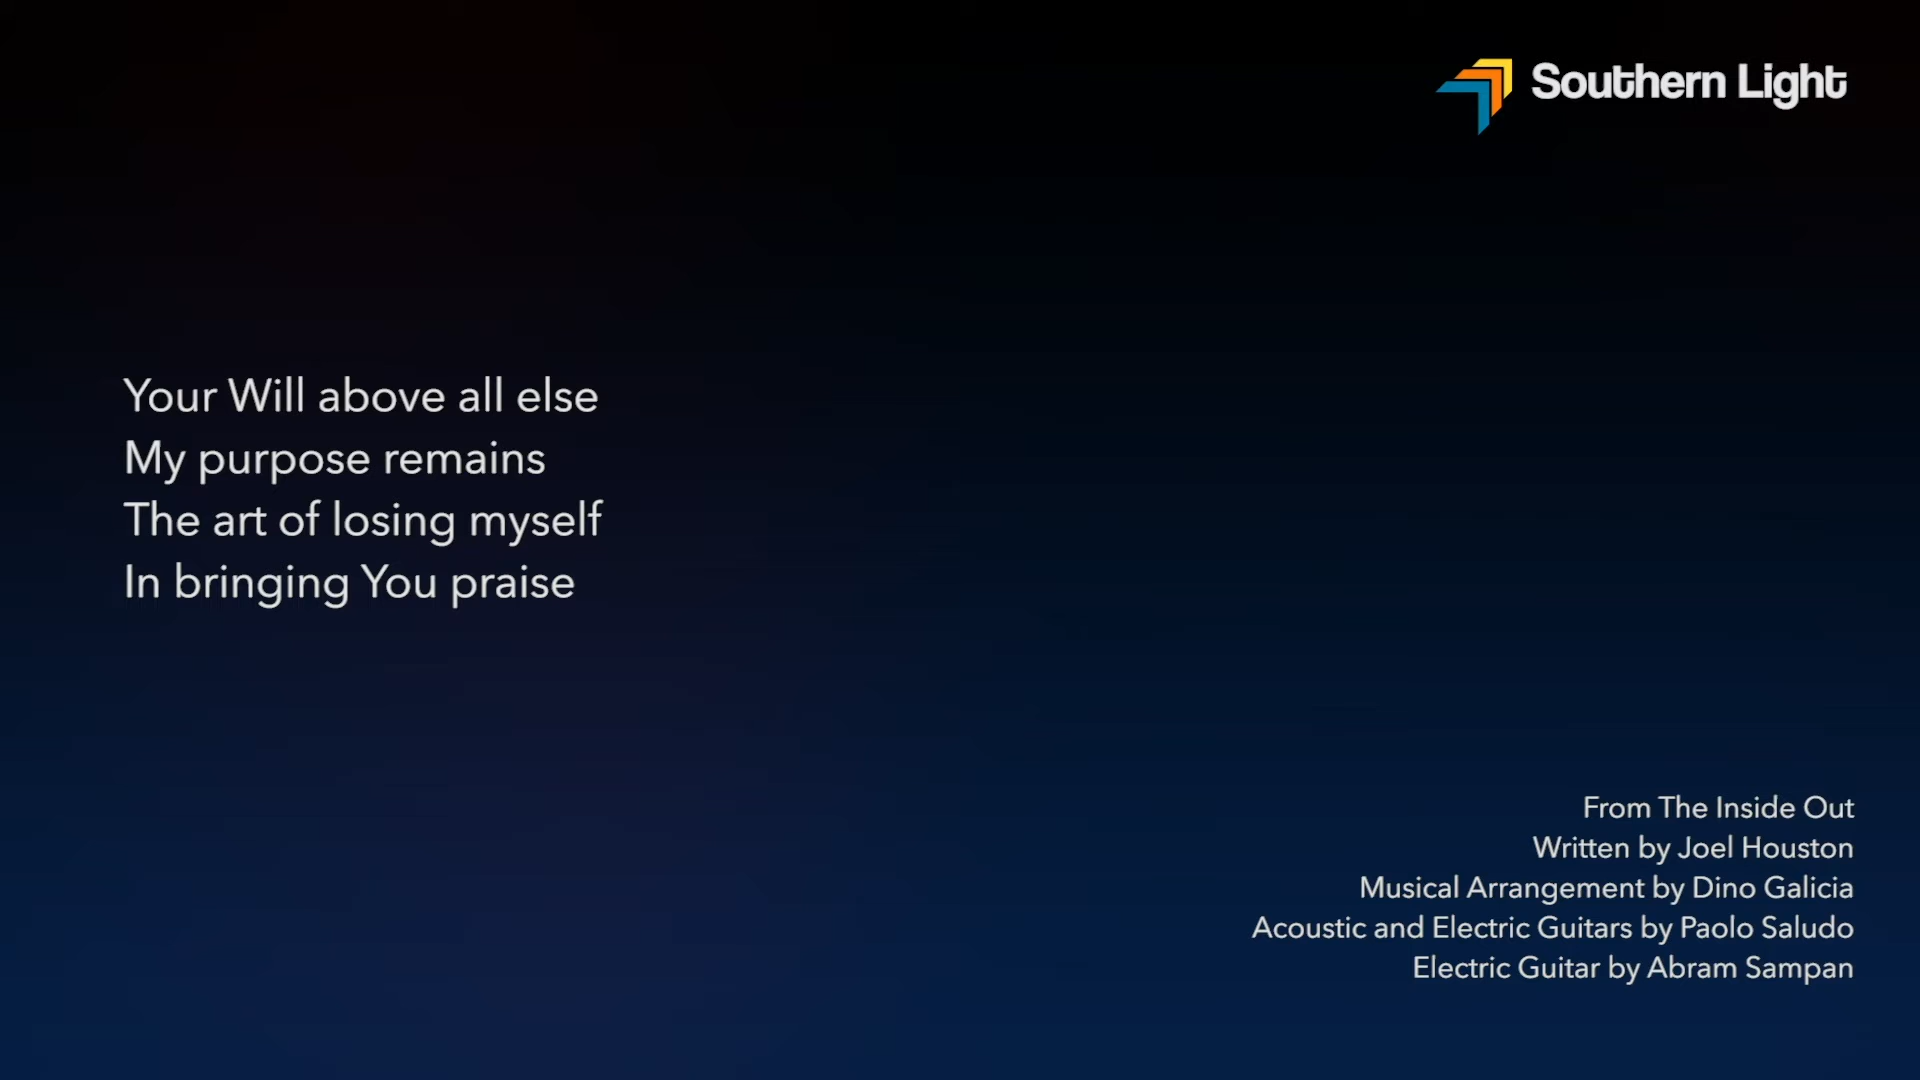 Southern Light
Your Will above all else
My purpose remains
The art of losing myself
In bringing You praise
From The Inside Out
Written by Joel Houston
Musical Arrangement by Dino Galicia
Acoustic and Electric Guitars by Paolo Saludo
Electric Guitar by Abram Sampan